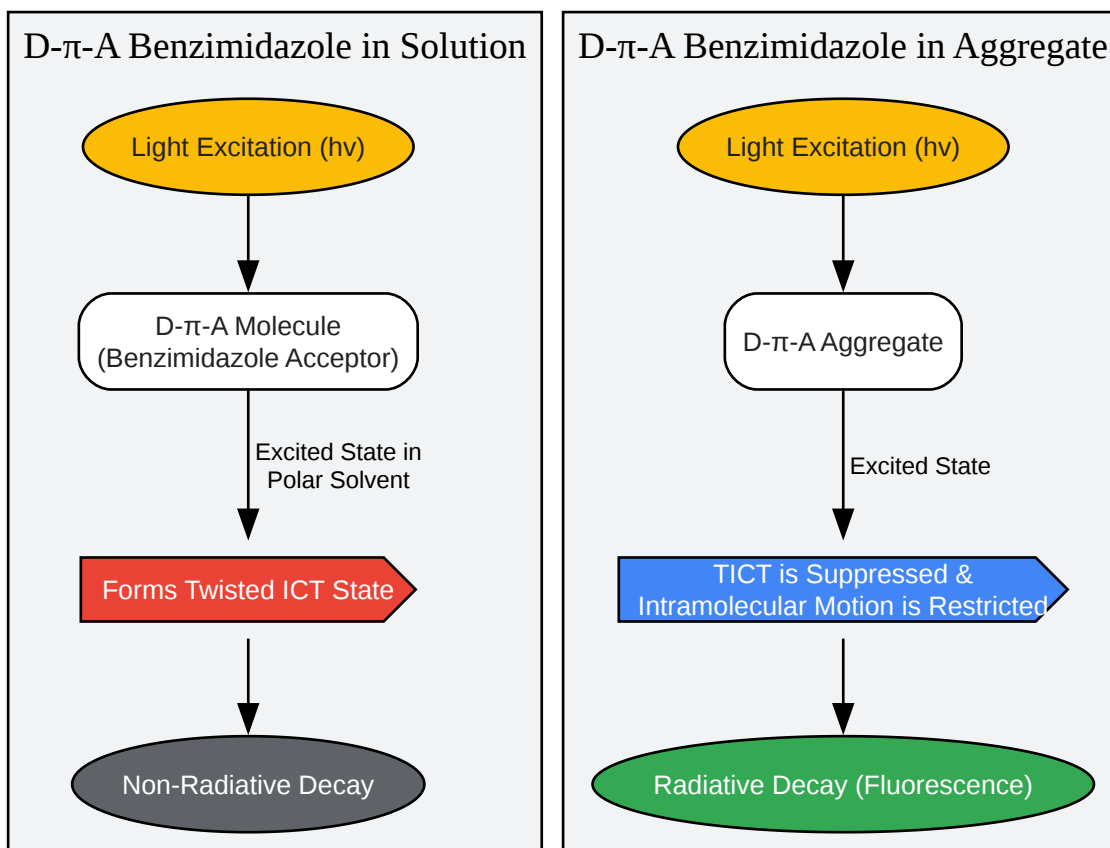 D-π-A Benzimidazole in Solution
Light Excitation (hv)
D-π-A Molecule
(Benzimidazole Acceptor)
Excited State in
Polar Solvent
Forms Twisted ICT State
Non-Radiative Decay
D-π-A Benzimidazole in Aggregate
Light Excitation (hv)
D-π-A Aggregate
Excited State
TICT is Suppressed &
Intramolecular Motion is Restricted
Radiative Decay (Fluorescence)